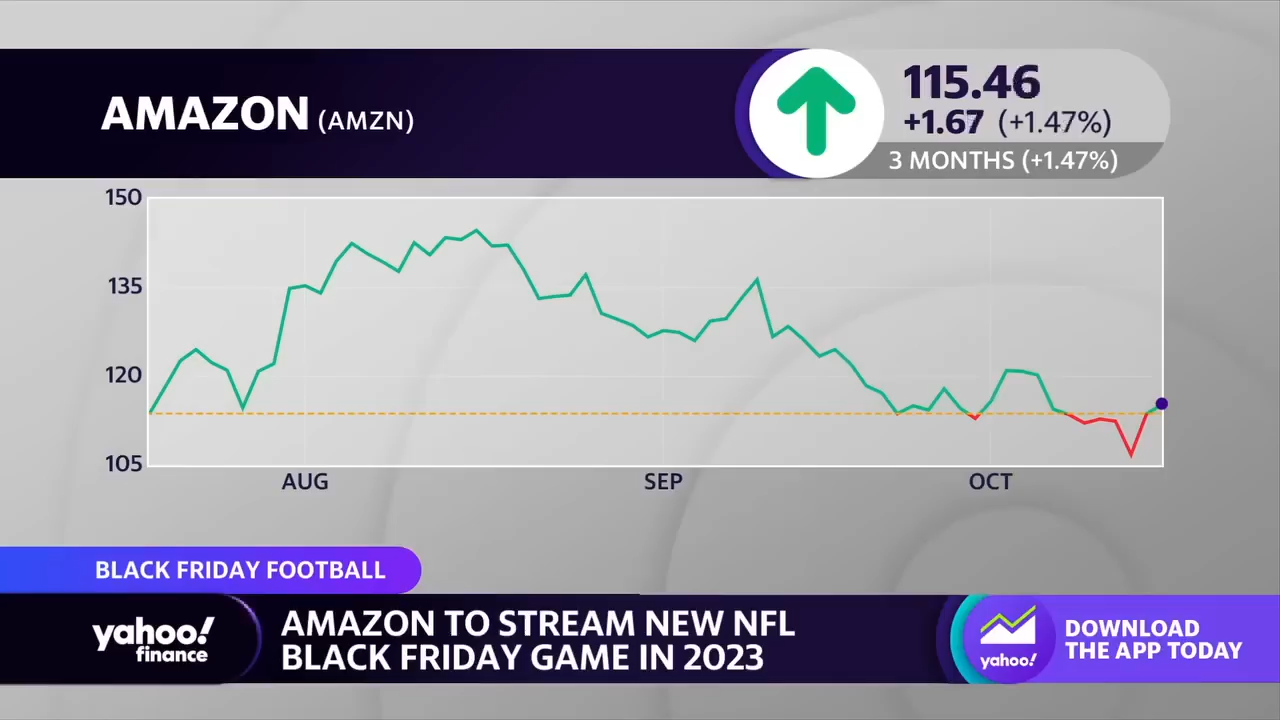 AMAZON (AMZN)
115.46
+1.67 (+1.47%)
3 MONTHS (+1.47%)
150
135
120
105
AUG SEP OCT
BLACK FRIDAY FOOTBALL
yahoo!
finance
AMAZON TO STREAM NEW NFL
BLACK FRIDAY GAME IN 2023
yahoo!
DOWNLOAD
THE APP TODAY